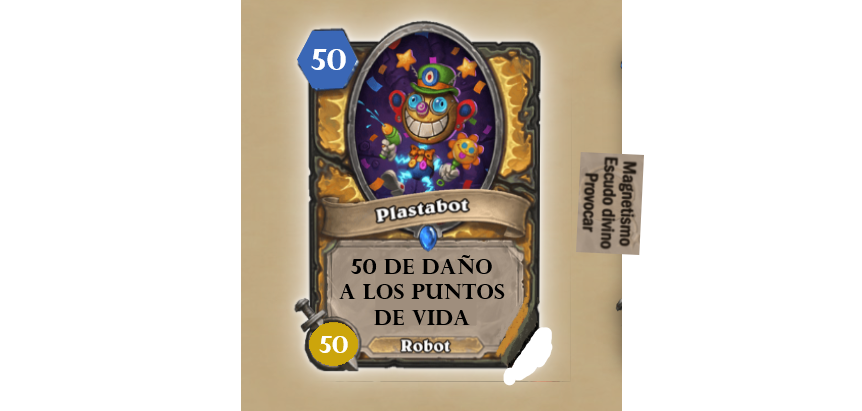 50
Plastabot
50 DE DAÑO
A LOS PUNTOS
DE VIDA
50
Robot
Magnetismo
Escudo divino
Provocar